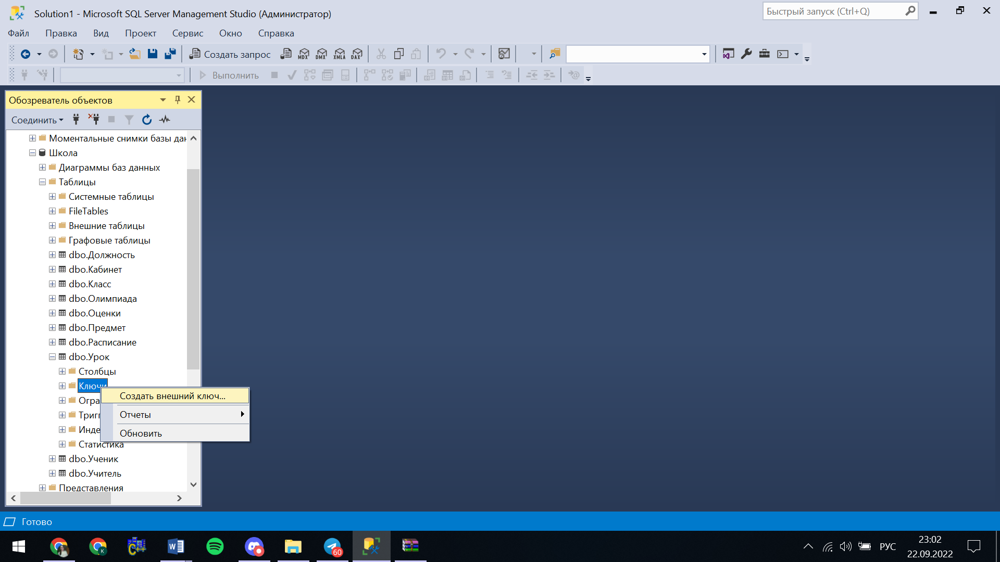 Solution1 - Microsoft SQL Server Management Studio (Администратор)
Быстрый запуск (Ctrl+Q)
Файл Правка Вид Проект Окно Сервис Справка
Создать запрос MDX DMX XMLA DAX
Выполнить
Обозреватель объектов
Соединить
Моментальные снимки базы дан
Школа
Диаграммы баз данных
Таблицы
Системные таблицы
FileTables
Внешние таблицы
Графовые таблицы
dbo.Должность
dbo.Кабинет
dbo.Класс
dbo.Олимпиада
dbo.Оценки
dbo.Предмет
dbo.Расписание
dbo.Урок
Столбцы
Ключи
Создать внешний ключ...
Огра
Отчеты
Тригг
Инде
Обновить
Статистика
dbo.Ученик
dbo.Учитель
Представления
Готово
60
РУС
23:02
22.09.2022